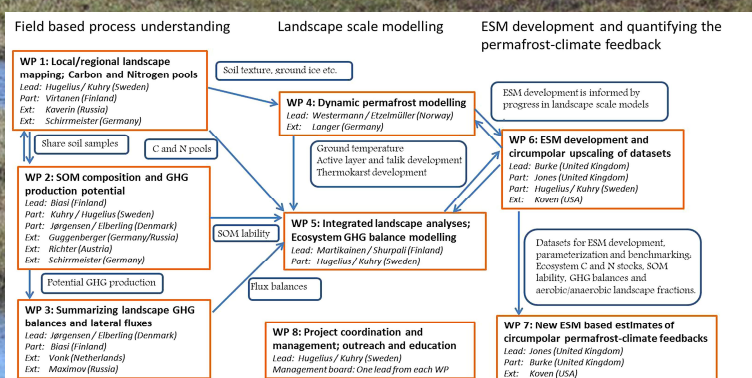 Field based process understanding
Landscape scale modelling
ESM development and quantifying the
permafrost-climate feedback
WP 1: Local/regional landscape
mapping; Carbon and Nitrogen pools
Lead: Hugelius / Kuhry (Sweden)
Part: Virtanen (Finland)
Ext: Kaverin (Russia)
Ext: Schirrmeister (Germany)
Soil texture, ground ice etc.
Share soil samples
C and N pools
WP 2: SOM composition and GHG
production potential
Lead: Biasi (Finland)
Part: Kuhry / Hugelius (Sweden)
Part: Jørgensen / Elberling (Denmark)
Ext: Guggenberger (Germany/Russia)
Ext: Richter (Austria)
Ext: Schirmeister (Germany)
SOM lability
Potential GHG production
Flux balances
WP 3: Summarizing landscape GHG
balances and lateral fluxes
Lead: Jørgensen / Elberling (Denmark)
Part: Biasi (Finland)
Ext: Vonk (Netherlands)
Ext: Maximov (Russia)
WP 4: Dynamic permafrost modelling
Lead: Westermann / Etzelmüller (Norway)
Ext: Langer (Germany)
Ground temperature
Active layer and talik development
Thermokarst development
WP 5: Integrated landscape analyses;
Ecosystem GHG balance modelling
Lead: Martikainen / Shurpali (Finland)
Part: Hugelius / Kuhry (Sweden)
WP 8: Project coordination and
management; outreach and education
Lead: Hugelius / Kuhry (Sweden)
Management board: One lead from each WP
ESM development is informed by
progress in landscape scale models
WP 6: ESM development and
circumpolar upscaling of datasets
Lead: Burke (United Kingdom)
Part: Jones (United Kingdom)
Part: Hugelius / Kuhry (Sweden)
Ext: Koven (USA)
Datasets for ESM development,
parameterization and benchmarking.
Ecosystem C and N stocks, SOM
lability, GHG balances and
aerobic/anaerobic landscape fractions.
WP 7: New ESM based estimates of
circumpolar permafrost-climate feedbacks
Lead: Jones (United Kingdom)
Part: Burke (United Kingdom)
Ext: Koven (USA)